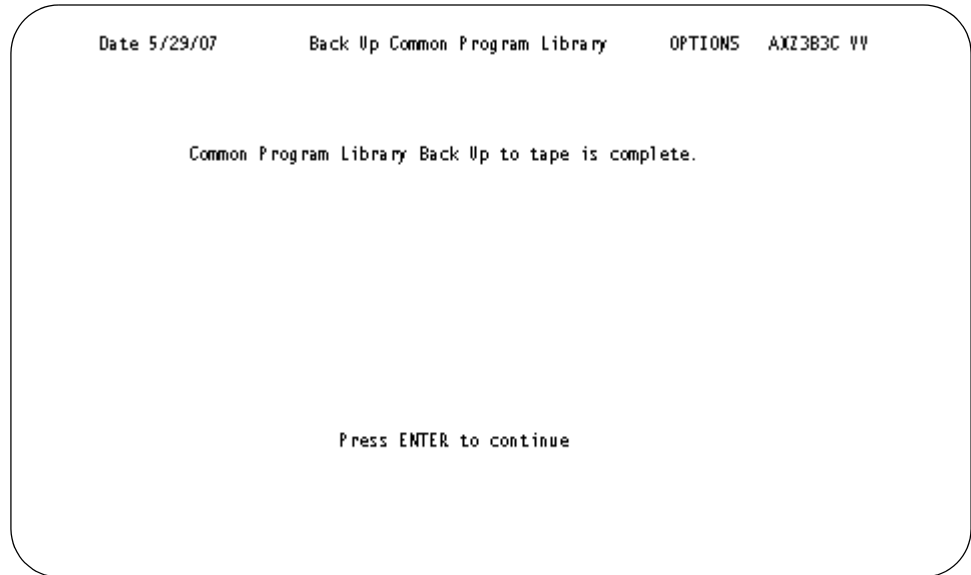 Date 5/29/07 Back Up Common Program Library OPTIONS AXZ3B3C VV
Common Program Library Back Up to tape is complete.
Press ENTER to continue